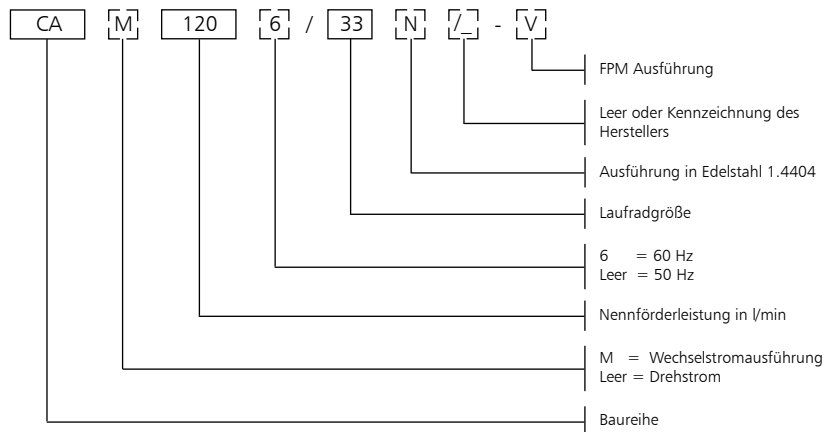 CA M 120 6 / 33 N /_ - V
FPM Ausführung
Leer oder Kennzeichnung des
Herstellers
Ausführung in Edelstahl 1.4404
Laufradgröße
6 = 60 Hz
Leer = 50 Hz
Nennförderleistung in l/min
M = Wechselstromausführung
Leer = Drehstrom
Baureihe